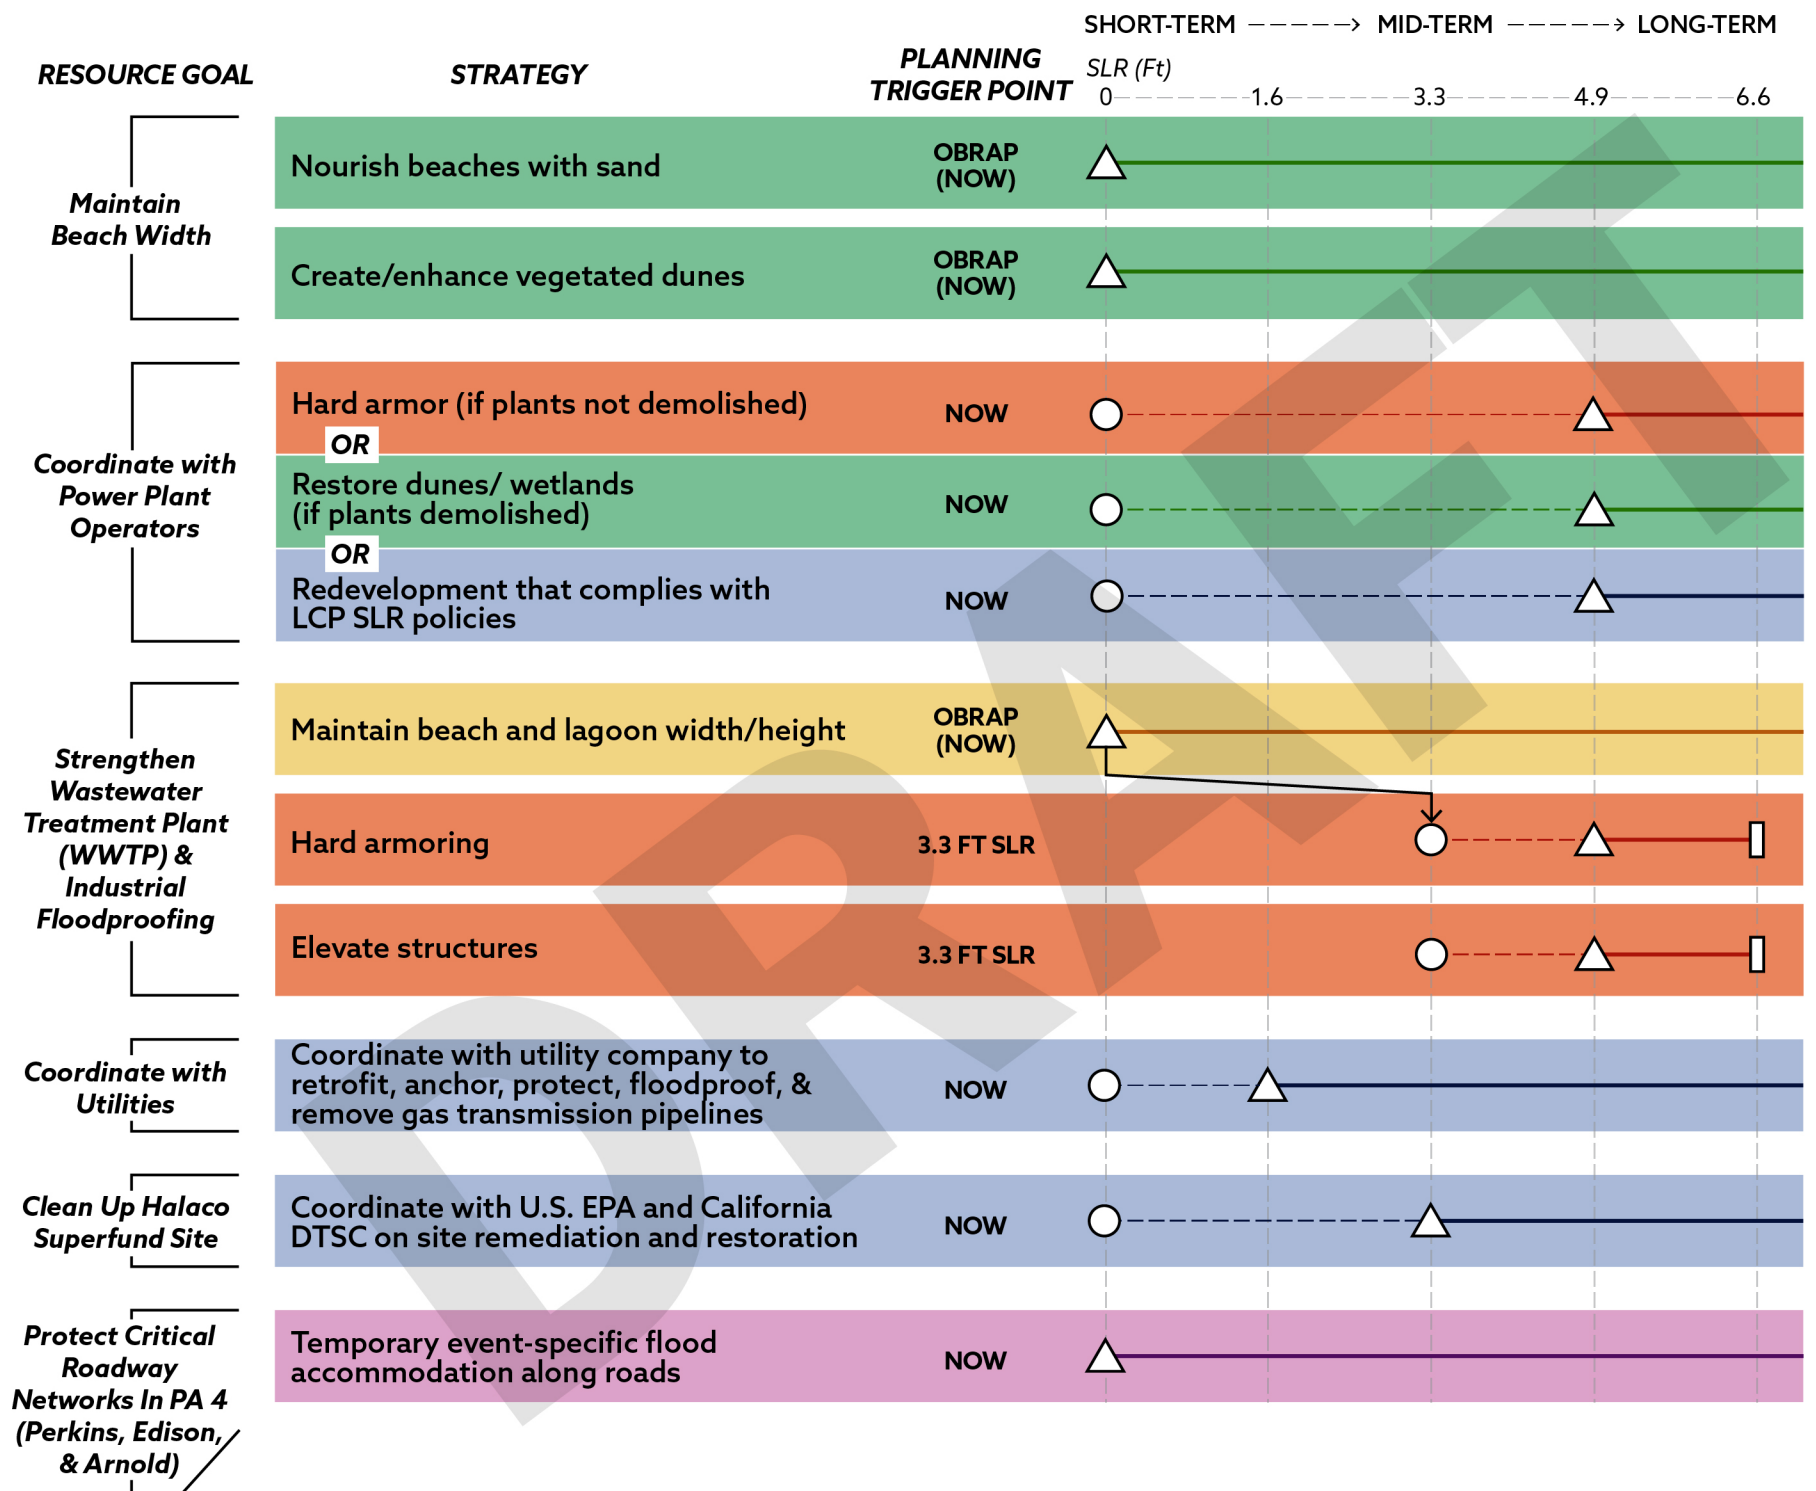 SHORT-TERM MID-TERM LONG-TERM
RESOURCE GOAL
STRATEGY
PLANNING
TRIGGER POINT
SLR (Ft)
0 1.6 3.3 4.9 6.6
Maintain
Beach Width
Nourish beaches with sand
OBRAP
(NOW)
Create/enhance vegetated dunes
OBRAP
(NOW)
Coordinate with
Power Plant
Operators
Hard armor (if plants not demolished)
NOW
OR
Restore dunes/ wetlands
(if plants demolished)
NOW
OR
Redevelopment that complies with
LCP SLR policies
NOW
Strengthen
Wastewater
Treatment Plant
(WWTP) &
Industrial
Floodproofing
Maintain beach and lagoon width/height
OBRAP
(NOW)
Hard armoring
3.3 FT SLR
Elevate structures
3.3 FT SLR
Coordinate with
Utilities
Coordinate with utility company to
retrofit, anchor, protect, floodproof, &
remove gas transmission pipelines
NOW
Clean Up Halaco
Superfund Site
Coordinate with U.S. EPA and California
DTSC on site remediation and restoration
NOW
Protect Critical
Roadway
Networks In PA 4
(Perkins, Edison,
& Arnold)
Temporary event-specific flood
accommodation along roads
NOW
DRAFT